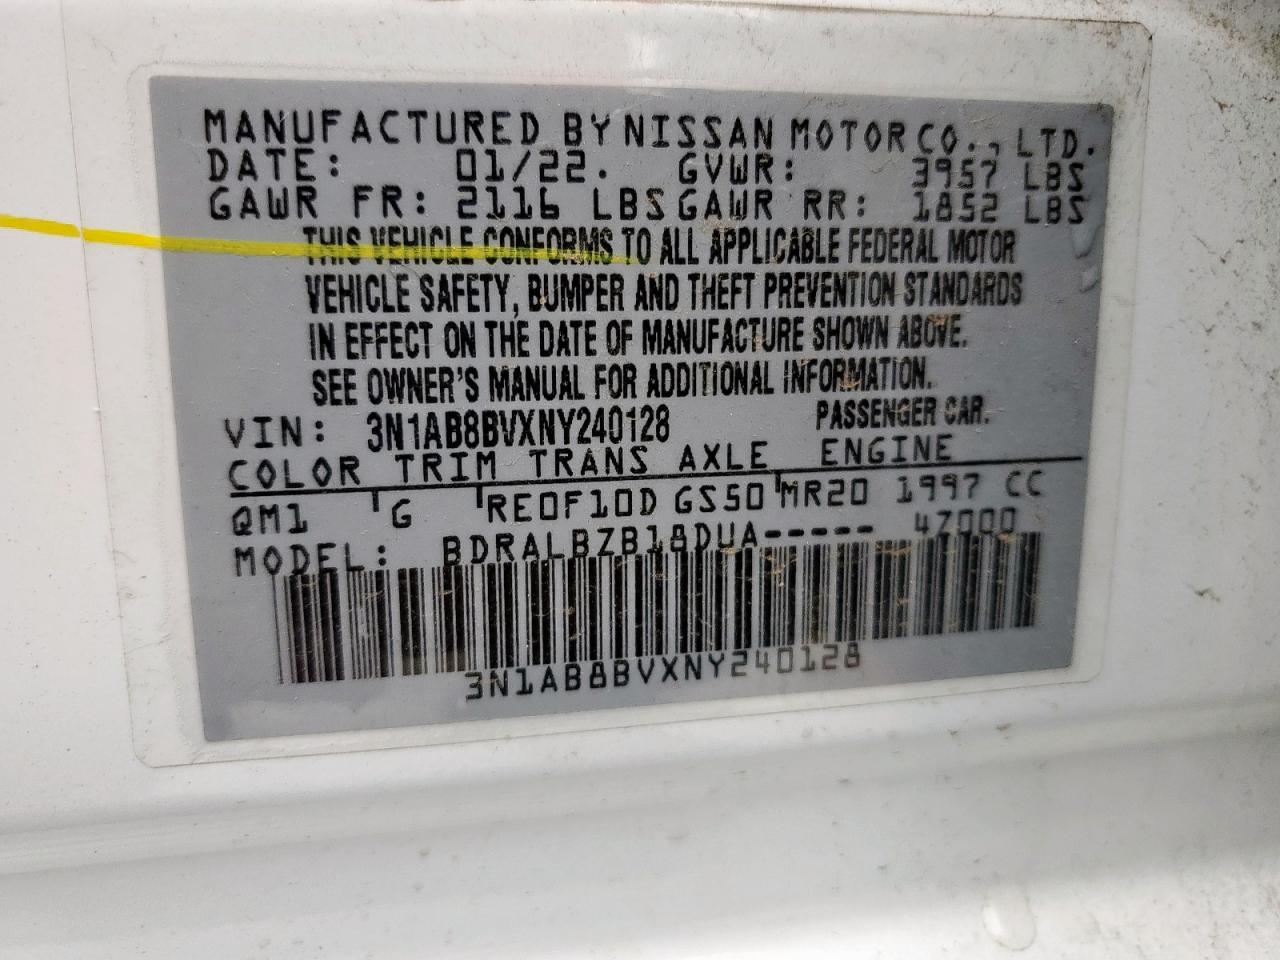 MANUFACTURED BY NISSAN MOTOR CO., LTD.
DATE: 01/22. GVWR: 3957 LBS
GAWR FR: 2116 LBS GAWR RR: 1852 LBS
THIS VEHICLE CONFORMS TO ALL APPLICABLE FEDERAL MOTOR
VEHICLE SAFETY, BUMPER AND THEFT PREVENTION STANDARDS
IN EFFECT ON THE DATE OF MANUFACTURE SHOWN ABOVE.
SEE OWNER'S MANUAL FOR ADDITIONAL INFORMATION.
VIN: 3N1AB8BVXNY240128 PASSENGER CAR.
COLOR TRIM TRANS AXLE ENGINE
QM1 G RE0F10D GS50 MR20 1997 CC
MODEL: BDRALBZB18DUA----- 4Z000
3N1AB8BVXNY240128